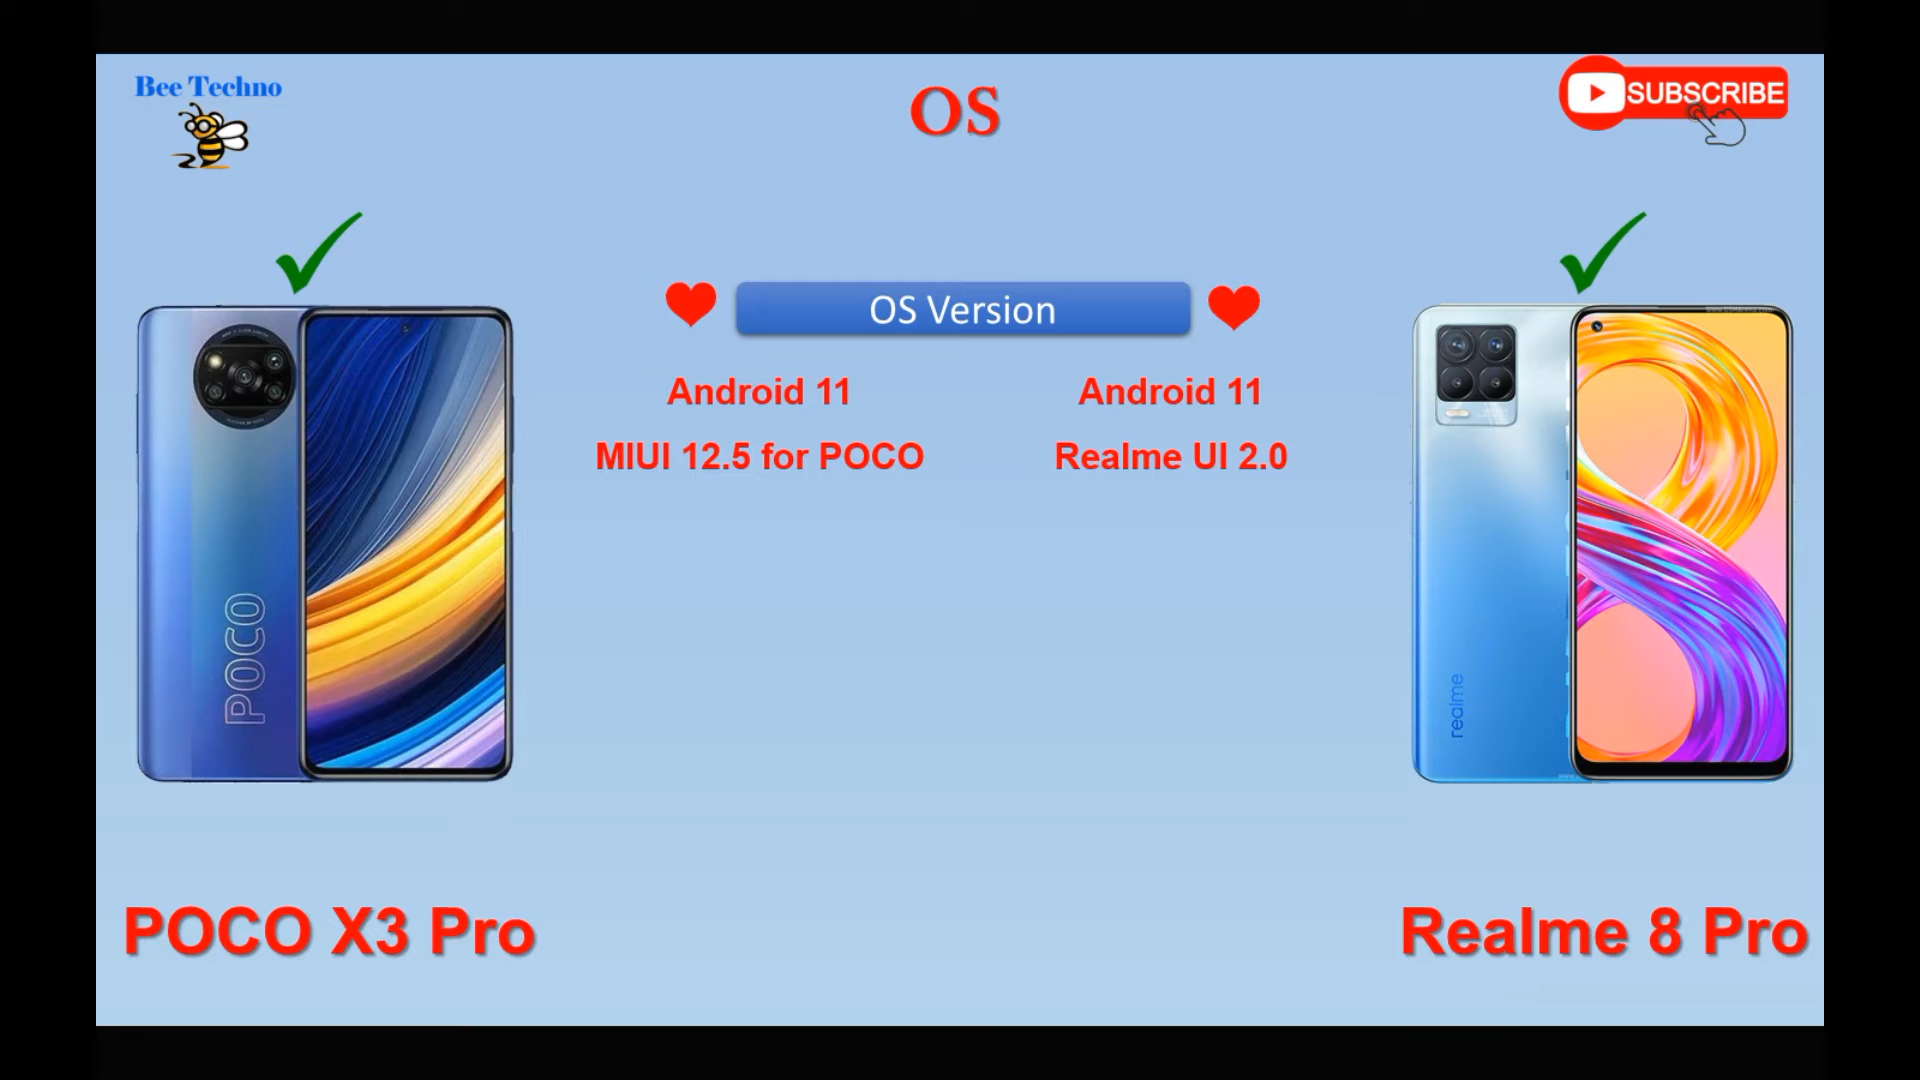 Bee Techno
OS
SUBSCRIBE
OS Version
Android 11
Android 11
MIUI 12.5 for POCO
Realme UI 2.0
POCO
realme
POCO X3 Pro
Realme 8 Pro